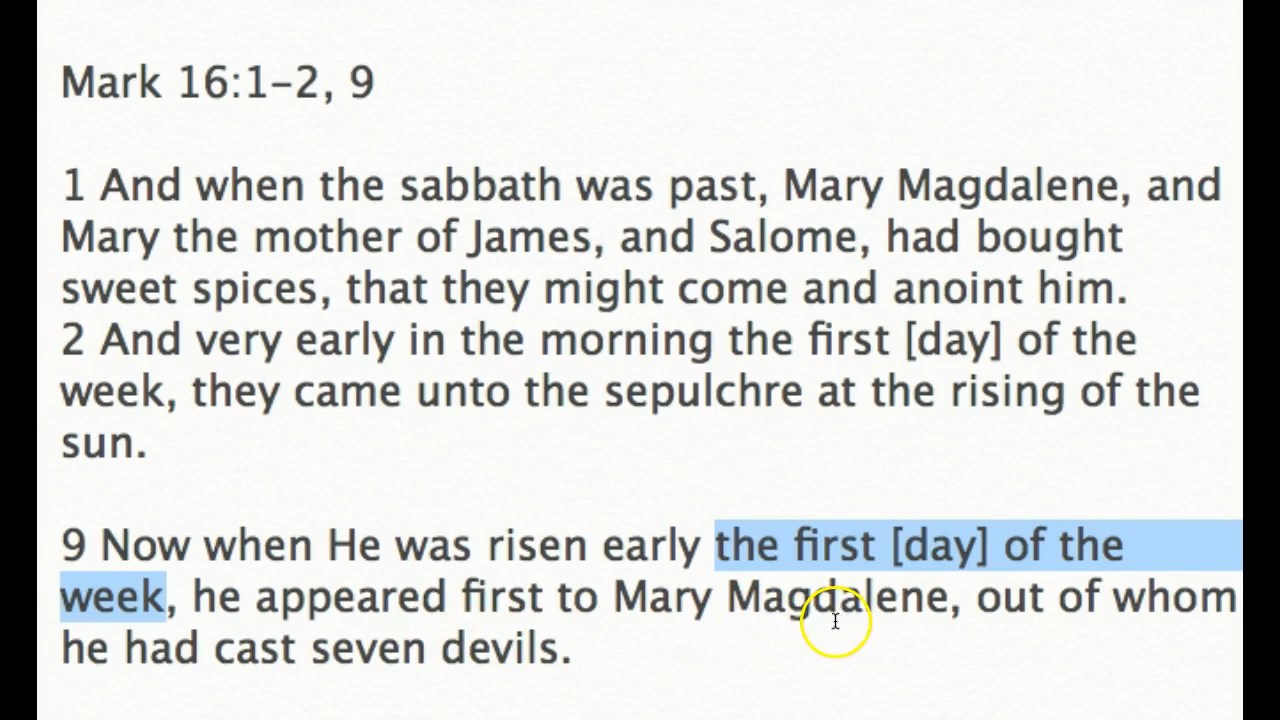 Mark 16:1–2, 9
1 And when the sabbath was past, Mary Magdalene, and
Mary the mother of James, and Salome, had bought
sweet spices, that they might come and anoint him.
2 And very early in the morning the first [day] of the
week, they came unto the sepulchre at the rising of the
sun.
9 Now when He was risen early the first [day] of the
week, he appeared first to Mary Magdalene, out of whom
he had cast seven devils.